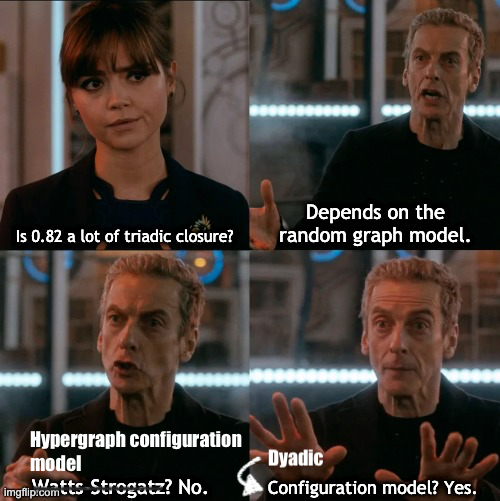 Is 0.82 a lot of triadic closure?
Depends on the
random graph model.
Hypergraph configuration
model
Watts-Strogatz? No.
Dyadic
Configuration model? Yes.
imgflip.com